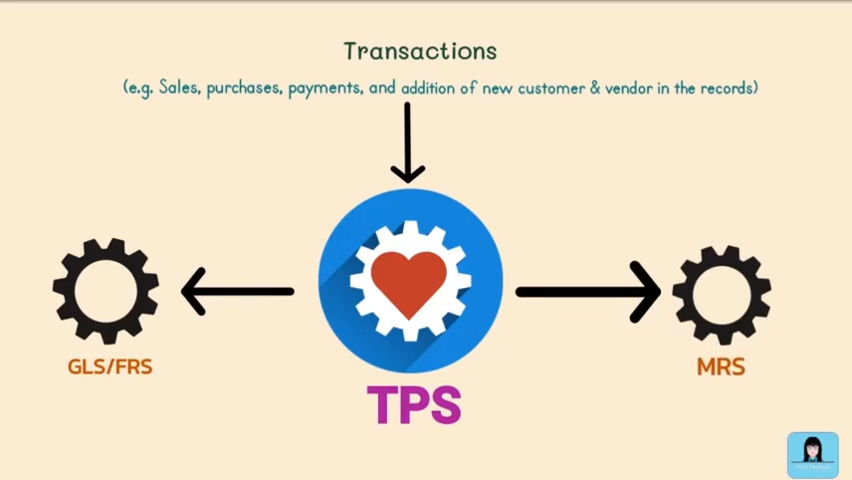 Transactions
(e.g. Sales, purchases, payments, and addition of new customer & vendor in the records)
GLS/FRS
TPS
MRS